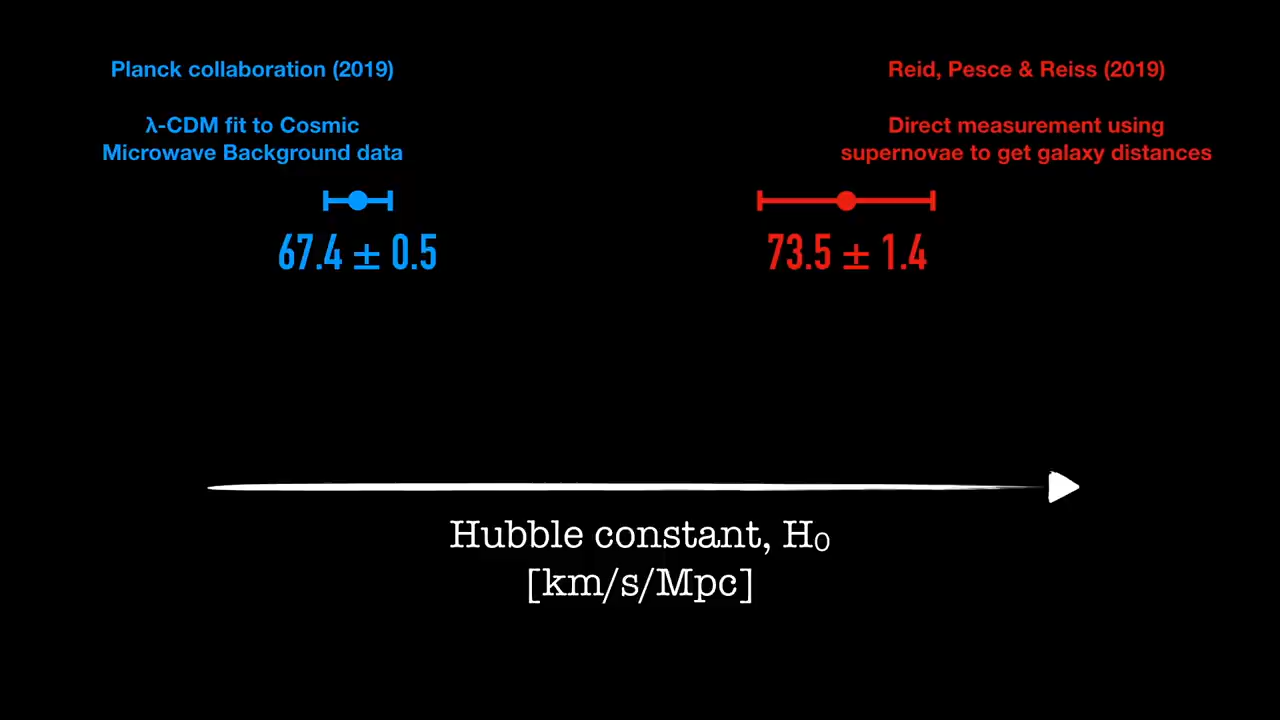 Planck collaboration (2019)
λ-CDM fit to Cosmic
Microwave Background data
67.4 ± 0.5
Reid, Pesce & Reiss (2019)
Direct measurement using
supernovae to get galaxy distances
73.5 ± 1.4
Hubble constant, H₀
[km/s/Mpc]